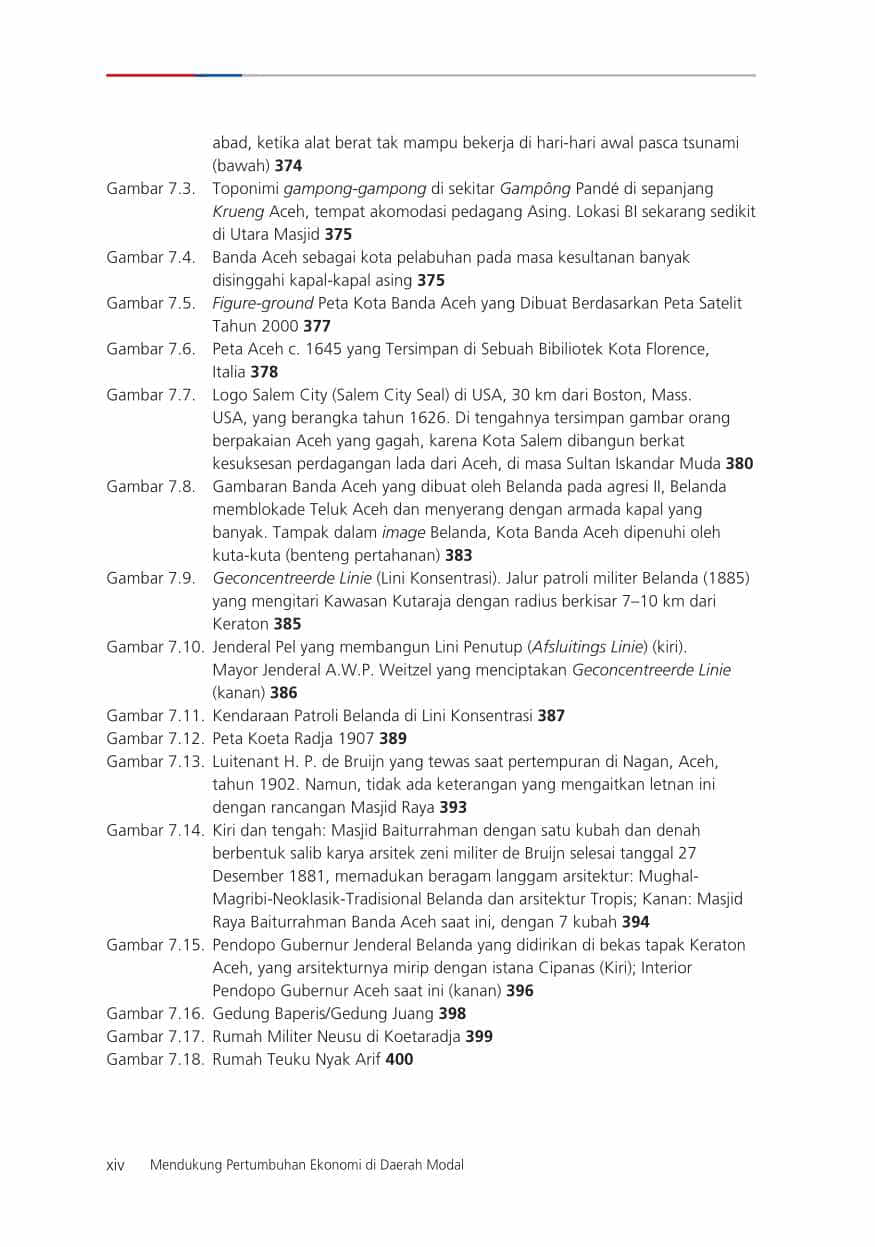 abad, ketika alat berat tak mampu bekerja di hari-hari awal pasca tsunami
(bawah) 374
Gambar 7.3. Toponimi gampong-gampong di sekitar Gampông Pandé di sepanjang
Krueng Aceh, tempat akomodasi pedagang Asing. Lokasi BI sekarang sedikit
di Utara Masjid 375
Gambar 7.4. Banda Aceh sebagai kota pelabuhan pada masa kesultanan banyak
disinggahi kapal-kapal asing 375
Gambar 7.5. Figure-ground Peta Kota Banda Aceh yang Dibuat Berdasarkan Peta Satelit
Tahun 2000 377
Gambar 7.6. Peta Aceh c. 1645 yang Tersimpan di Sebuah Bibiliotek Kota Florence,
Italia 378
Gambar 7.7. Logo Salem City (Salem City Seal) di USA, 30 km dari Boston, Mass.
USA, yang berangka tahun 1626. Di tengahnya tersimpan gambar orang
berpakaian Aceh yang gagah, karena Kota Salem dibangun berkat
kesuksesan perdagangan lada dari Aceh, di masa Sultan Iskandar Muda 380
Gambar 7.8. Gambaran Banda Aceh yang dibuat oleh Belanda pada agresi II, Belanda
memblokade Teluk Aceh dan menyerang dengan armada kapal yang
banyak. Tampak dalam image Belanda, Kota Banda Aceh dipenuhi oleh
kuta-kuta (benteng pertahanan) 383
Gambar 7.9. Geconcentreerde Linie (Lini Konsentrasi). Jalur patroli militer Belanda (1885)
yang mengitari Kawasan Kutaraja dengan radius berkisar 7–10 km dari
Keraton 385
Gambar 7.10. Jenderal Pel yang membangun Lini Penutup (Afsluitings Linie) (kiri).
Mayor Jenderal A.W.P. Weitzel yang menciptakan Geconcentreerde Linie
(kanan) 386
Gambar 7.11. Kendaraan Patroli Belanda di Lini Konsentrasi 387
Gambar 7.12. Peta Koeta Radja 1907 389
Gambar 7.13. Luitenant H. P. de Bruijn yang tewas saat pertempuran di Nagan, Aceh,
tahun 1902. Namun, tidak ada keterangan yang mengaitkan letnan ini
dengan rancangan Masjid Raya 393
Gambar 7.14. Kiri dan tengah: Masjid Baiturrahman dengan satu kubah dan denah
berbentuk salib karya arsitek zeni militer de Bruijn selesai tanggal 27
Desember 1881, memadukan beragam langgam arsitektur: Mughal-
Magribi-Neoklasik-Tradisional Belanda dan arsitektur Tropis; Kanan: Masjid
Raya Baiturrahman Banda Aceh saat ini, dengan 7 kubah 394
Gambar 7.15. Pendopo Gubernur Jenderal Belanda yang didirikan di bekas tapak Keraton
Aceh, yang arsitekturnya mirip dengan istana Cipanas (Kiri); Interior
Pendopo Gubernur Aceh saat ini (kanan) 396
Gambar 7.16. Gedung Baperis/Gedung Juang 398
Gambar 7.17. Rumah Militer Neusu di Koetaradja 399
Gambar 7.18. Rumah Teuku Nyak Arif 400
xiv Mendukung Pertumbuhan Ekonomi di Daerah Modal